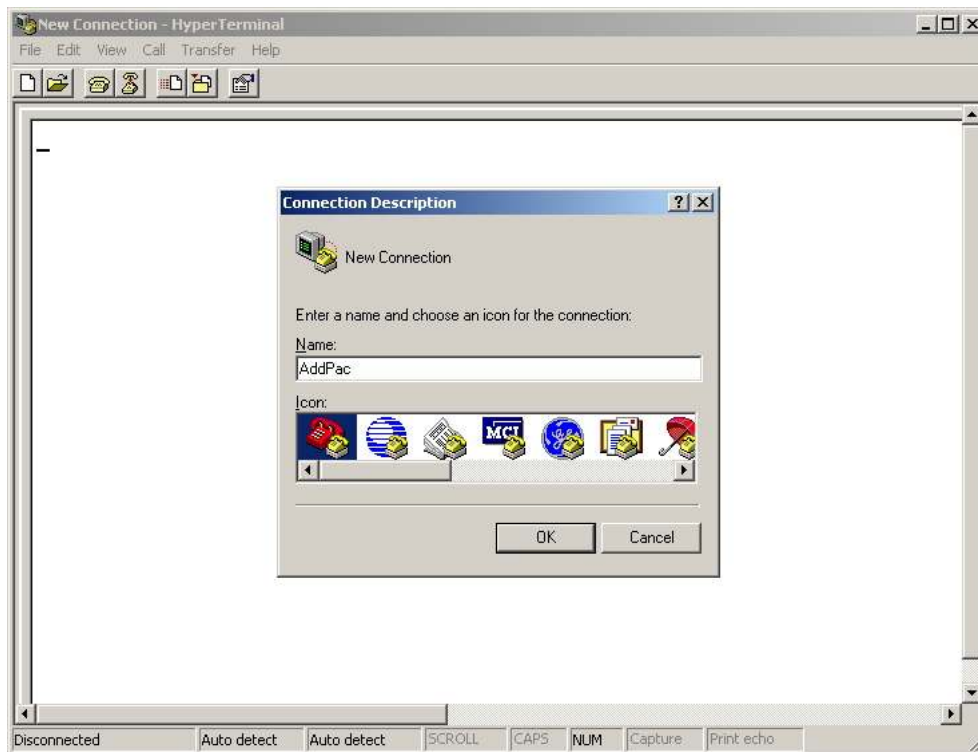 New Connection - HyperTerminal
File Edit View Call Transfer Help
Connection Description
New Connection
Enter a name and choose an icon for the connection:
Name:
AddPac
Icon:
MCI
OK Cancel
Disconnected Auto detect Auto detect SCROLL CAPS NUM Capture Print echo